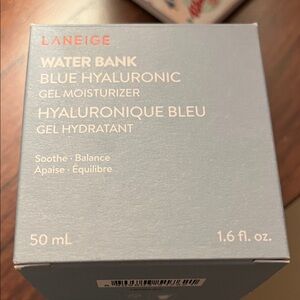 LANEIGE
WATER BANK
BLUE HYALURONIC
GEL MOISTURIZER
HYALURONIQUE BLEU
GEL HYDRATANT
Soothe · Balance
Apaise · Équilibre
50 mL 1.6 fl. oz.